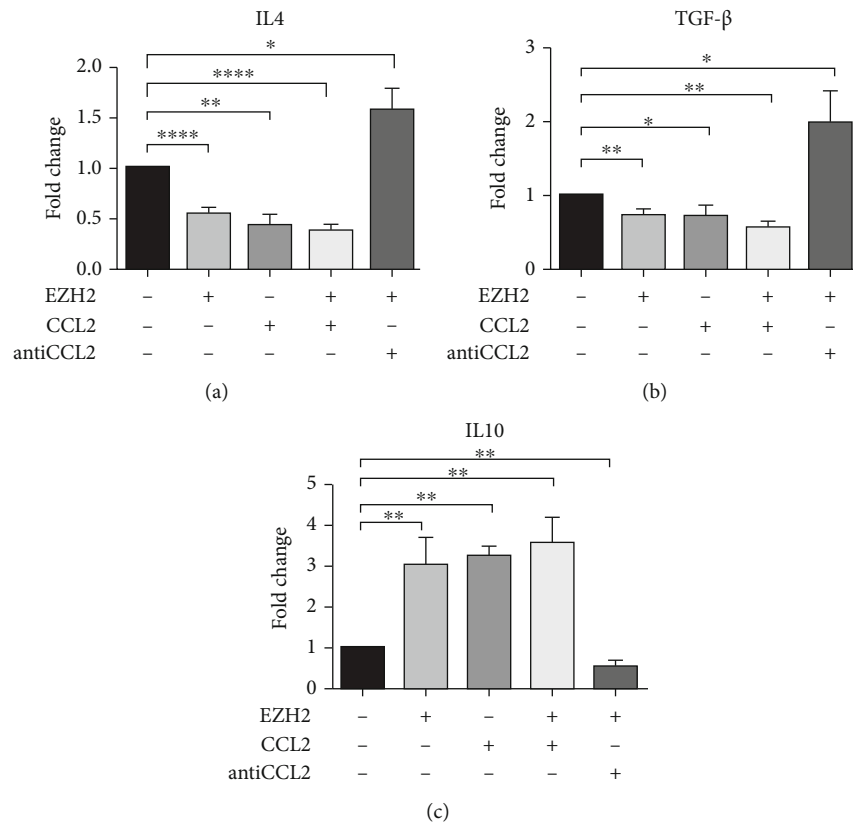 IL4
*
****
**
****
2.0
1.5
1.0
0.5
0.0
Fold change
EZH2 – + – + +
CCL2 – – + + –
antiCCL2 – – – – +
(a)
TGF-β
*
**
*
**
3
2
1
0
Fold change
EZH2 – + – + +
CCL2 – – + + –
antiCCL2 – – – – +
(b)
IL10
**
**
**
**
5
4
3
2
1
0
Fold change
EZH2 – + – + +
CCL2 – – + + –
antiCCL2 – – – – +
(c)